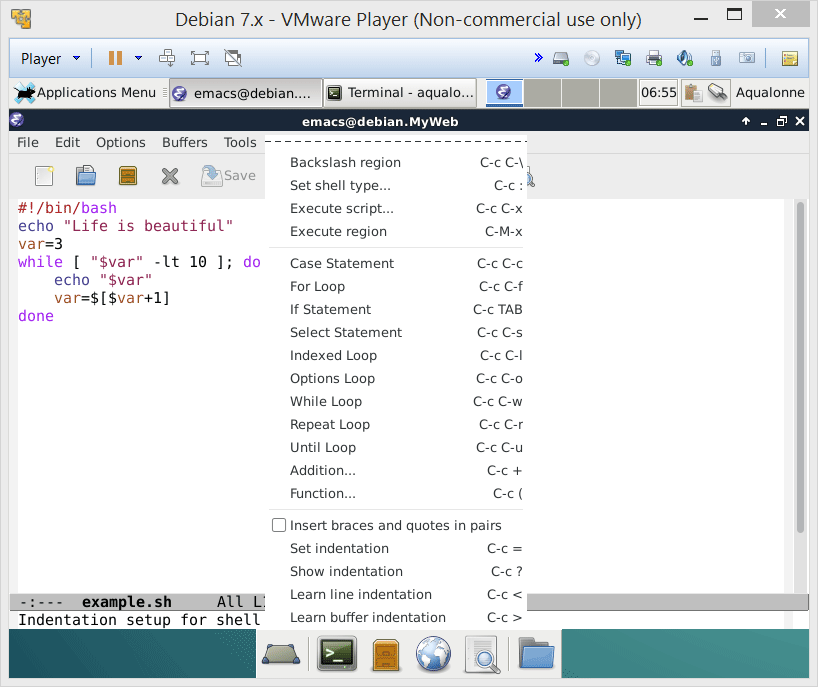 Debian 7.x - VMware Player (Non-commercial use only)
Player
Applications Menu
emacs@debian....
Terminal - aqualo...
06:55
Aqualonne
emacs@debian.MyWeb
File Edit Options Buffers Tools
Save
#!/bin/bash
echo "Life is beautiful"
var=3
while [ "$var" -lt 10 ]; do
echo "$var"
var=$[$var+1]
done
Backslash region C-c C-\
Set shell type... C-c :
Execute script... C-c C-x
Execute region C-M-x
Case Statement C-c C-c
For Loop C-c C-f
If Statement C-c TAB
Select Statement C-c C-s
Indexed Loop C-c C-l
Options Loop C-c C-o
While Loop C-c C-w
Repeat Loop C-c C-r
Until Loop C-c C-u
Addition... C-c +
Function... C-c (
Insert braces and quotes in pairs
Set indentation C-c =
Show indentation C-c ?
Learn line indentation C-c <
Learn buffer indentation C-c >
-:--- example.sh All L
Indentation setup for shell